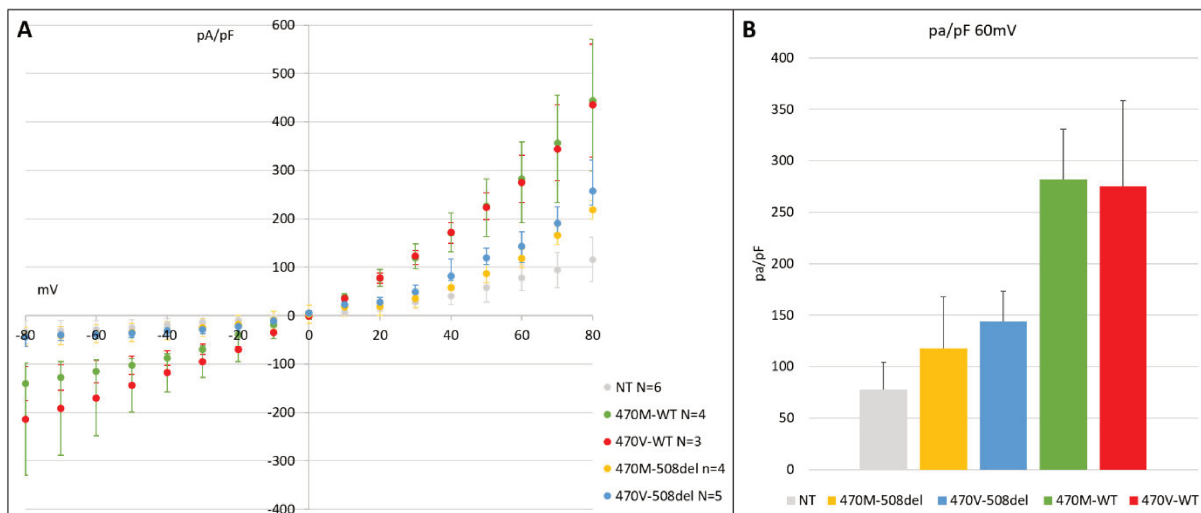 A
pA/pF
600
500
400
300
200
100
0
-100
-200
-300
-400
mV
-80 -60 -40 -20 0 20 40 60 80
NT N=6
470M-WT N=4
470V-WT N=3
470M-508del n=4
470V-508del N=5
B
pa/pF 60mV
pa/pF
400
350
300
250
200
150
100
50
0
NT 470M-508del 470V-508del 470M-WT 470V-WT